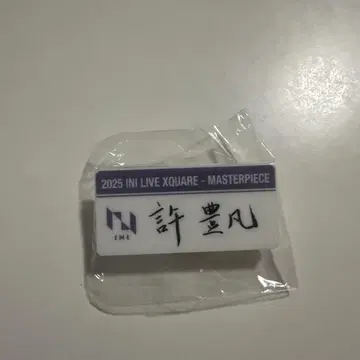 2025 INI LIVE XQUARE - MASTERPIECE
INI
許 豊凡